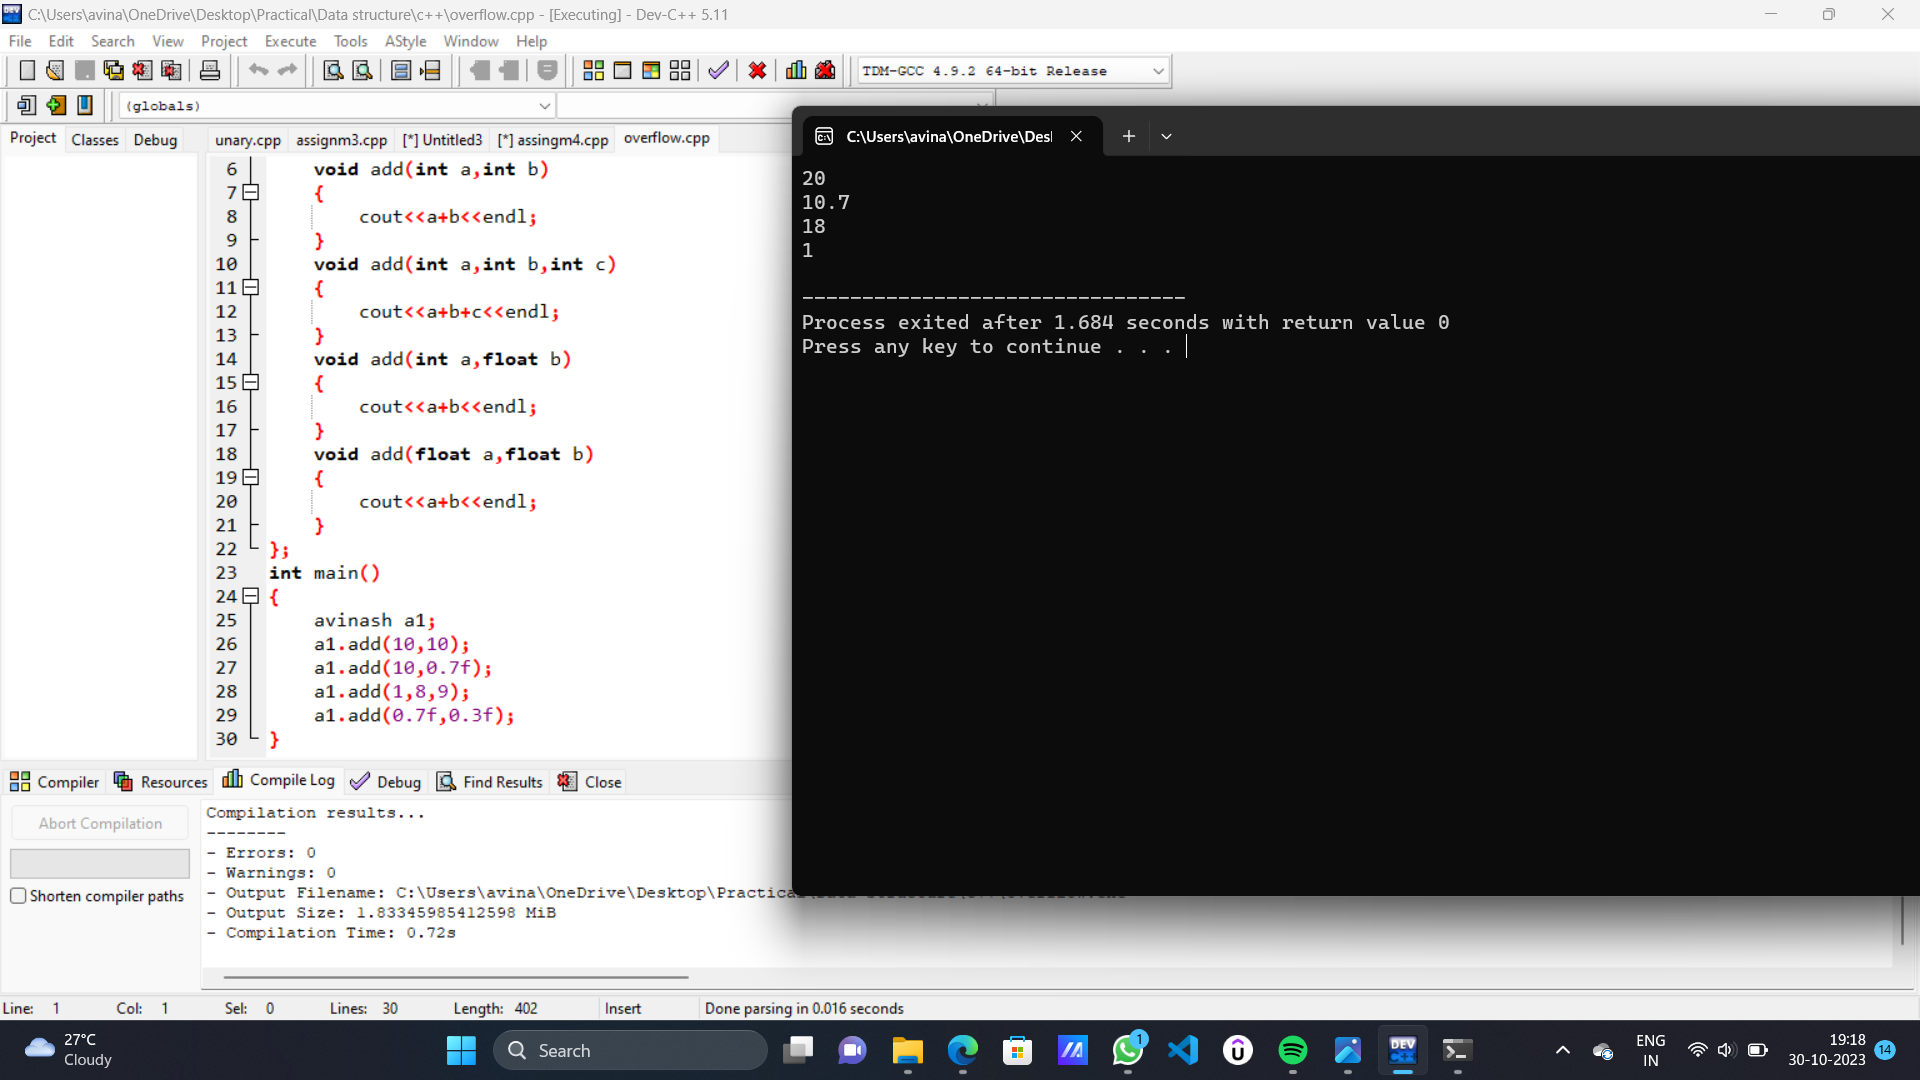 C:\Users\avina\OneDrive\Desktop\Practical\Data structure\c++\overflow.cpp - [Executing] - Dev-C++ 5.11
File Edit Search View Project Execute Tools AStyle Window Help
TDM-GCC 4.9.2 64-bit Release
(globals)
Project Classes Debug
unary.cpp assignm3.cpp [*] Untitled3 [*] assingm4.cpp overflow.cpp
6 void add(int a,int b)
7 {
8 cout<<a+b<<endl;
9 }
10 void add(int a,int b,int c)
11 {
12 cout<<a+b+c<<endl;
13 }
14 void add(int a,float b)
15 {
16 cout<<a+b<<endl;
17 }
18 void add(float a,float b)
19 {
20 cout<<a+b<<endl;
21 }
22 };
23 int main()
24 {
25 avinash a1;
26 a1.add(10,10);
27 a1.add(10,0.7f);
28 a1.add(1,8,9);
29 a1.add(0.7f,0.3f);
30 }
C:\Users\avina\OneDrive\Desl
20
10.7
18
1
--------------------------------
Process exited after 1.684 seconds with return value 0
Press any key to continue . . .
Compiler Resources Compile Log Debug Find Results Close
Abort Compilation
Shorten compiler paths
Compilation results...
--------
- Errors: 0
- Warnings: 0
- Output Filename: C:\Users\avina\OneDrive\Desktop\Practical
- Output Size: 1.83345985412598 MiB
- Compilation Time: 0.72s
Line: 1 Col: 1 Sel: 0 Lines: 30 Length: 402 Insert Done parsing in 0.016 seconds
27°C
Cloudy
Search
1
DEV
C++
ENG
IN
19:18
30-10-2023
14